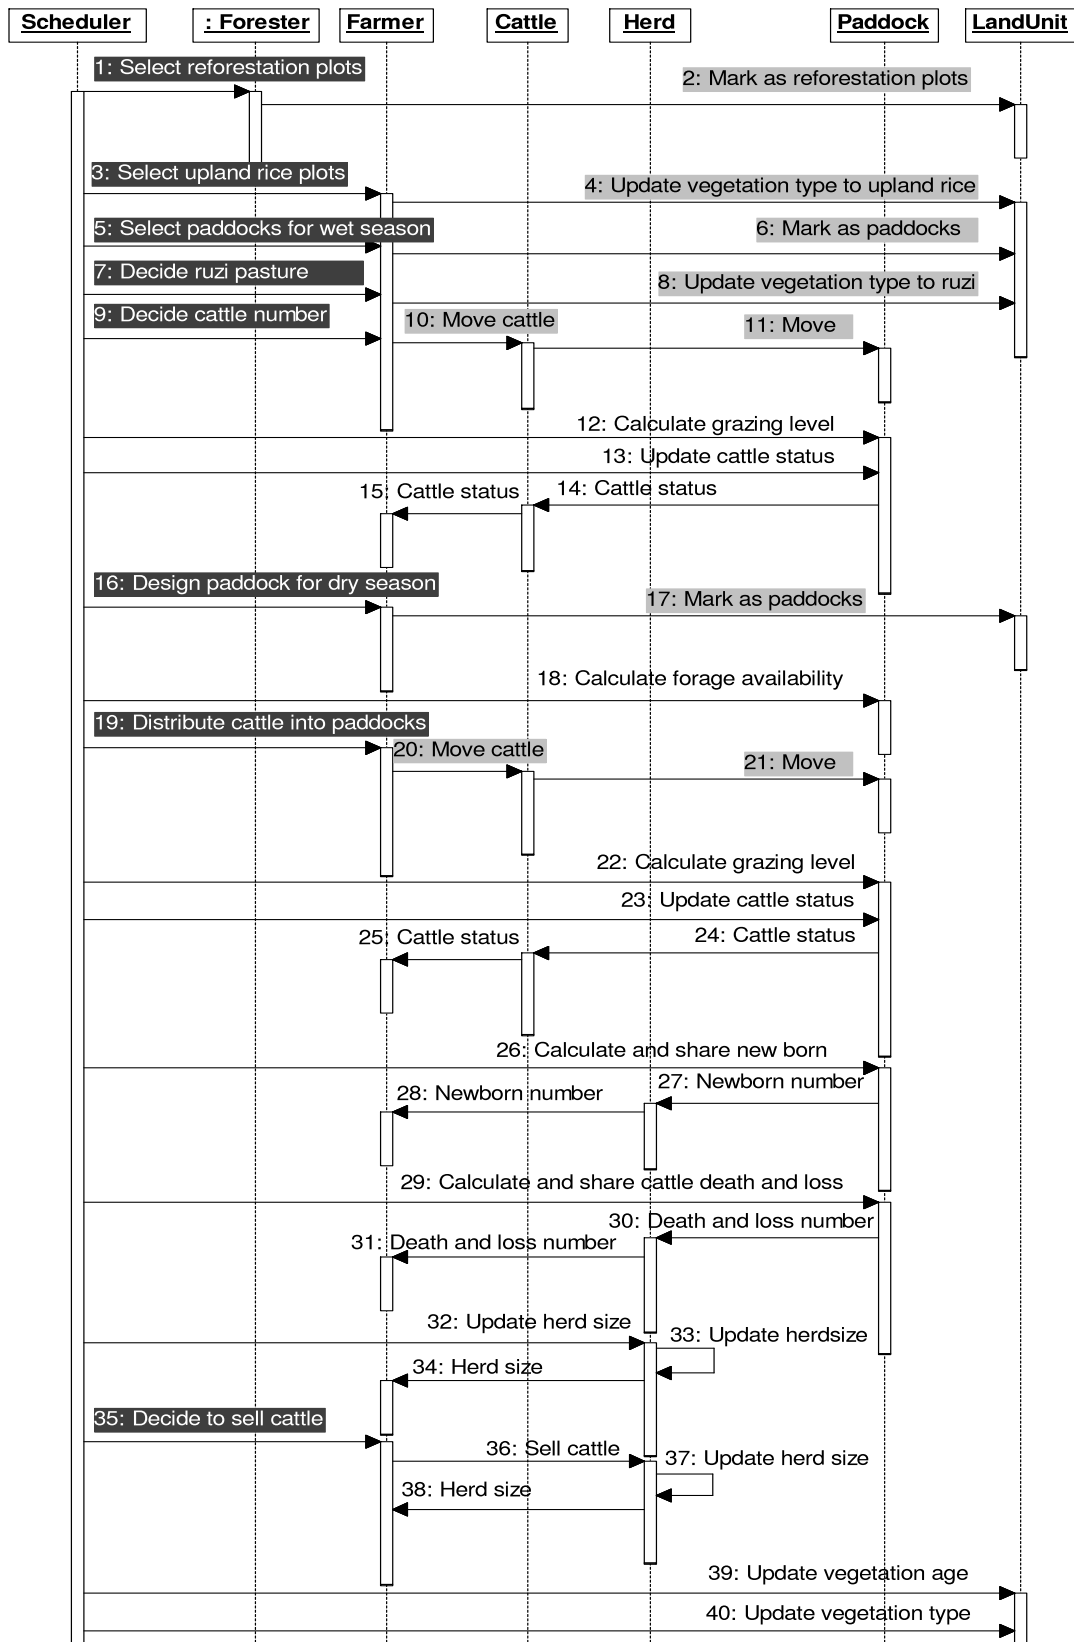 Scheduler
: Forester
Farmer
Cattle
Herd
Paddock
LandUnit
1: Select reforestation plots
2: Mark as reforestation plots
3: Select upland rice plots
4: Update vegetation type to upland rice
5: Select paddocks for wet season
6: Mark as paddocks
7: Decide ruzi pasture
8: Update vegetation type to ruzi
9: Decide cattle number
10: Move cattle
11: Move
12: Calculate grazing level
13: Update cattle status
14: Cattle status
15: Cattle status
16: Design paddock for dry season
17: Mark as paddocks
18: Calculate forage availability
19: Distribute cattle into paddocks
20: Move cattle
21: Move
22: Calculate grazing level
23: Update cattle status
24: Cattle status
25: Cattle status
26: Calculate and share new born
27: Newborn number
28: Newborn number
29: Calculate and share cattle death and loss
30: Death and loss number
31: Death and loss number
32: Update herd size
33: Update herdsize
34: Herd size
35: Decide to sell cattle
36: Sell cattle
37: Update herd size
38: Herd size
39: Update vegetation age
40: Update vegetation type